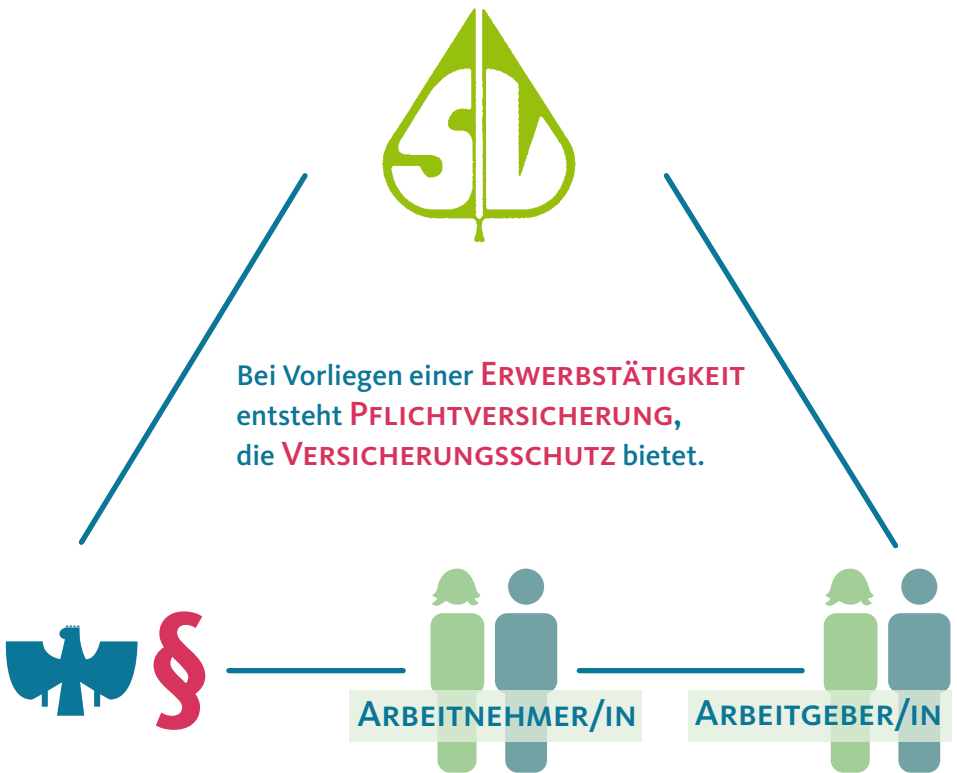 SV
Bei Vorliegen einer ERWERBSTÄTIGKEIT
entsteht PFLICHTVERSICHERUNG,
die VERSICHERUNGSSCHUTZ bietet.
§
ARBEITNEHMER/IN
ARBEITGEBER/IN